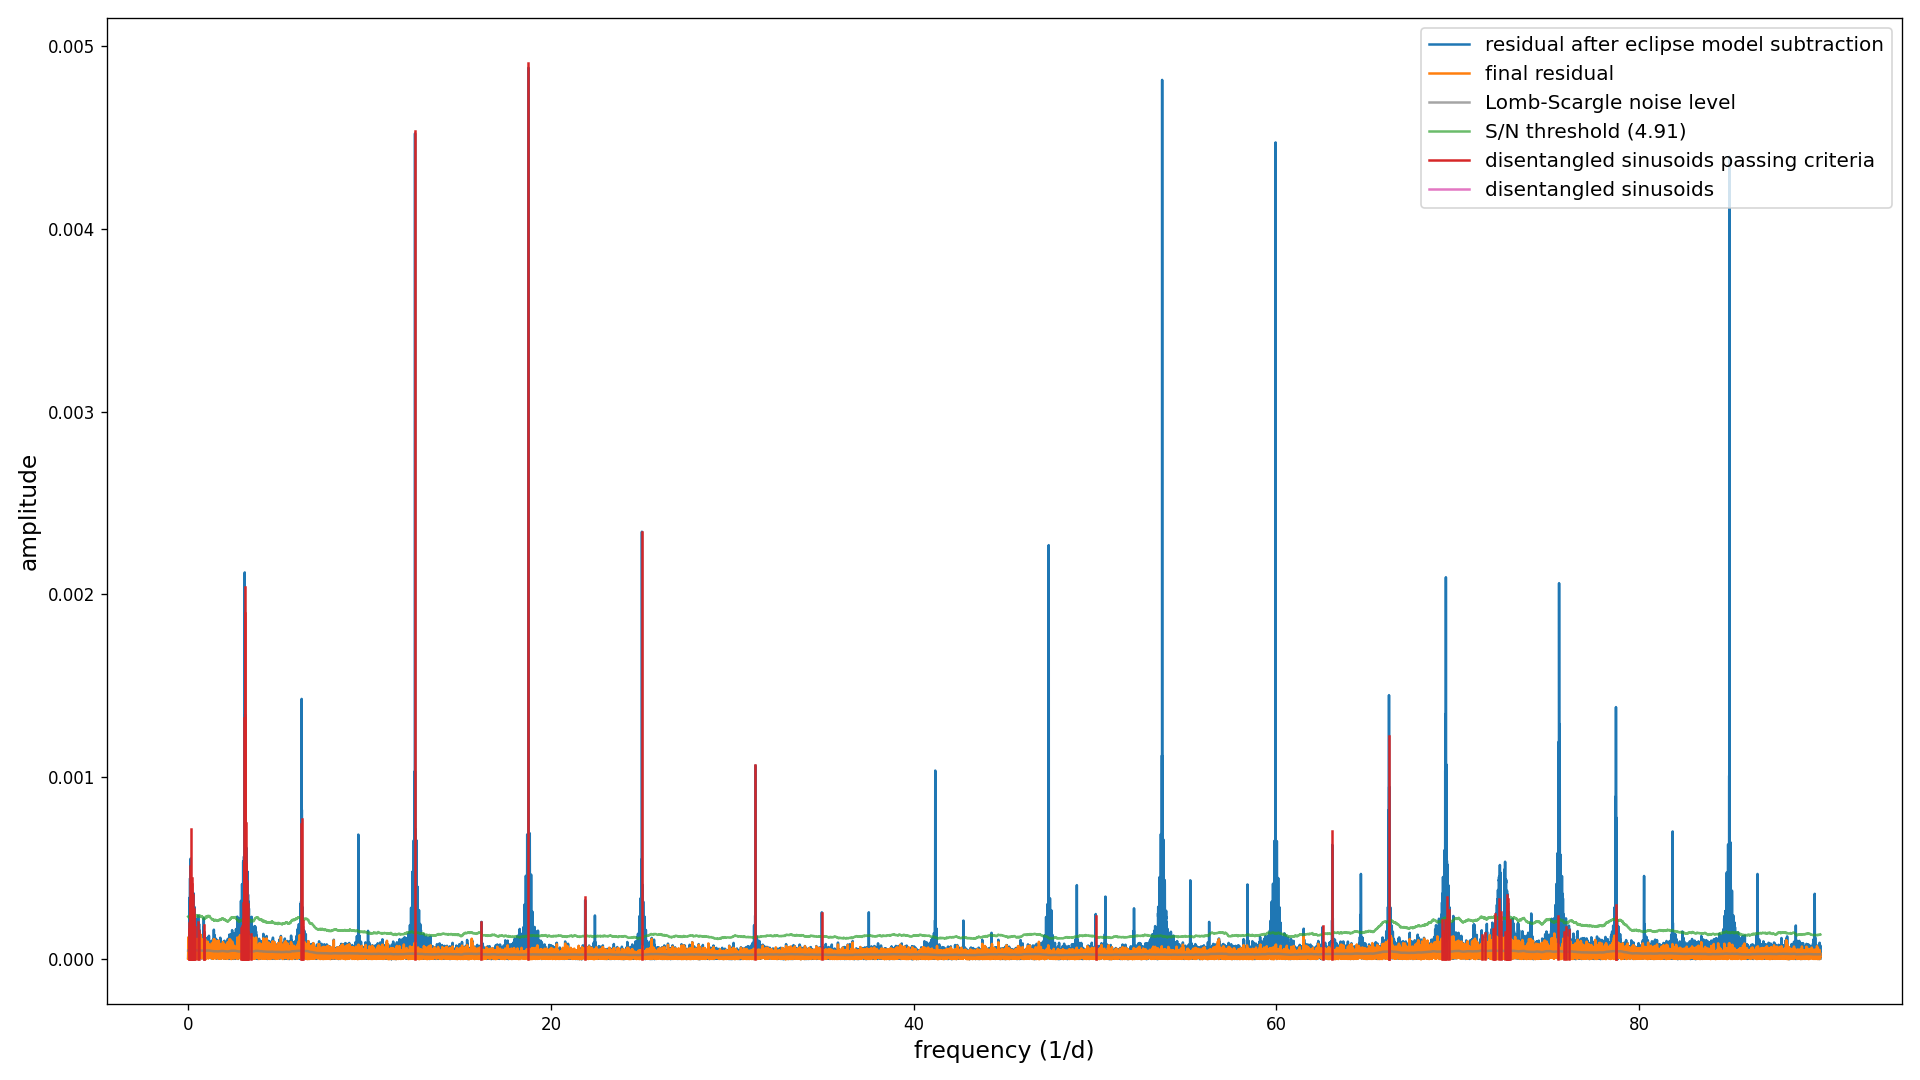 residual after eclipse model subtraction
final residual
Lomb-Scargle noise level
S/N threshold (4.91)
disentangled sinusoids passing criteria
disentangled sinusoids
0.005
0.004
0.003
0.002
0.001
0.000
amplitude
0 20 40 60 80
frequency (1/d)